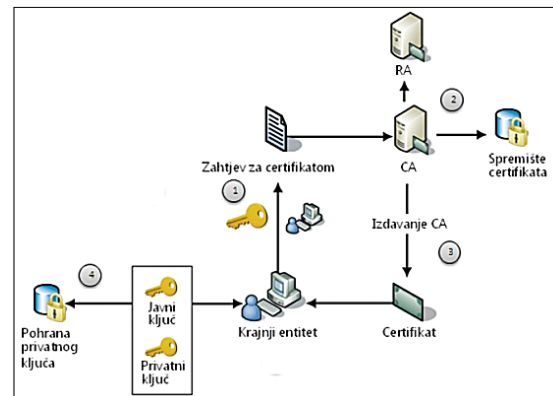 RA
2
Zahtjev za certifikatom
CA
Spremište
certifikata
1
Izdavanje CA
3
4
Javni
ključ
Pohrana
privatnog
ključa
Krajnji entitet
Certifikat
Privatni
ključ